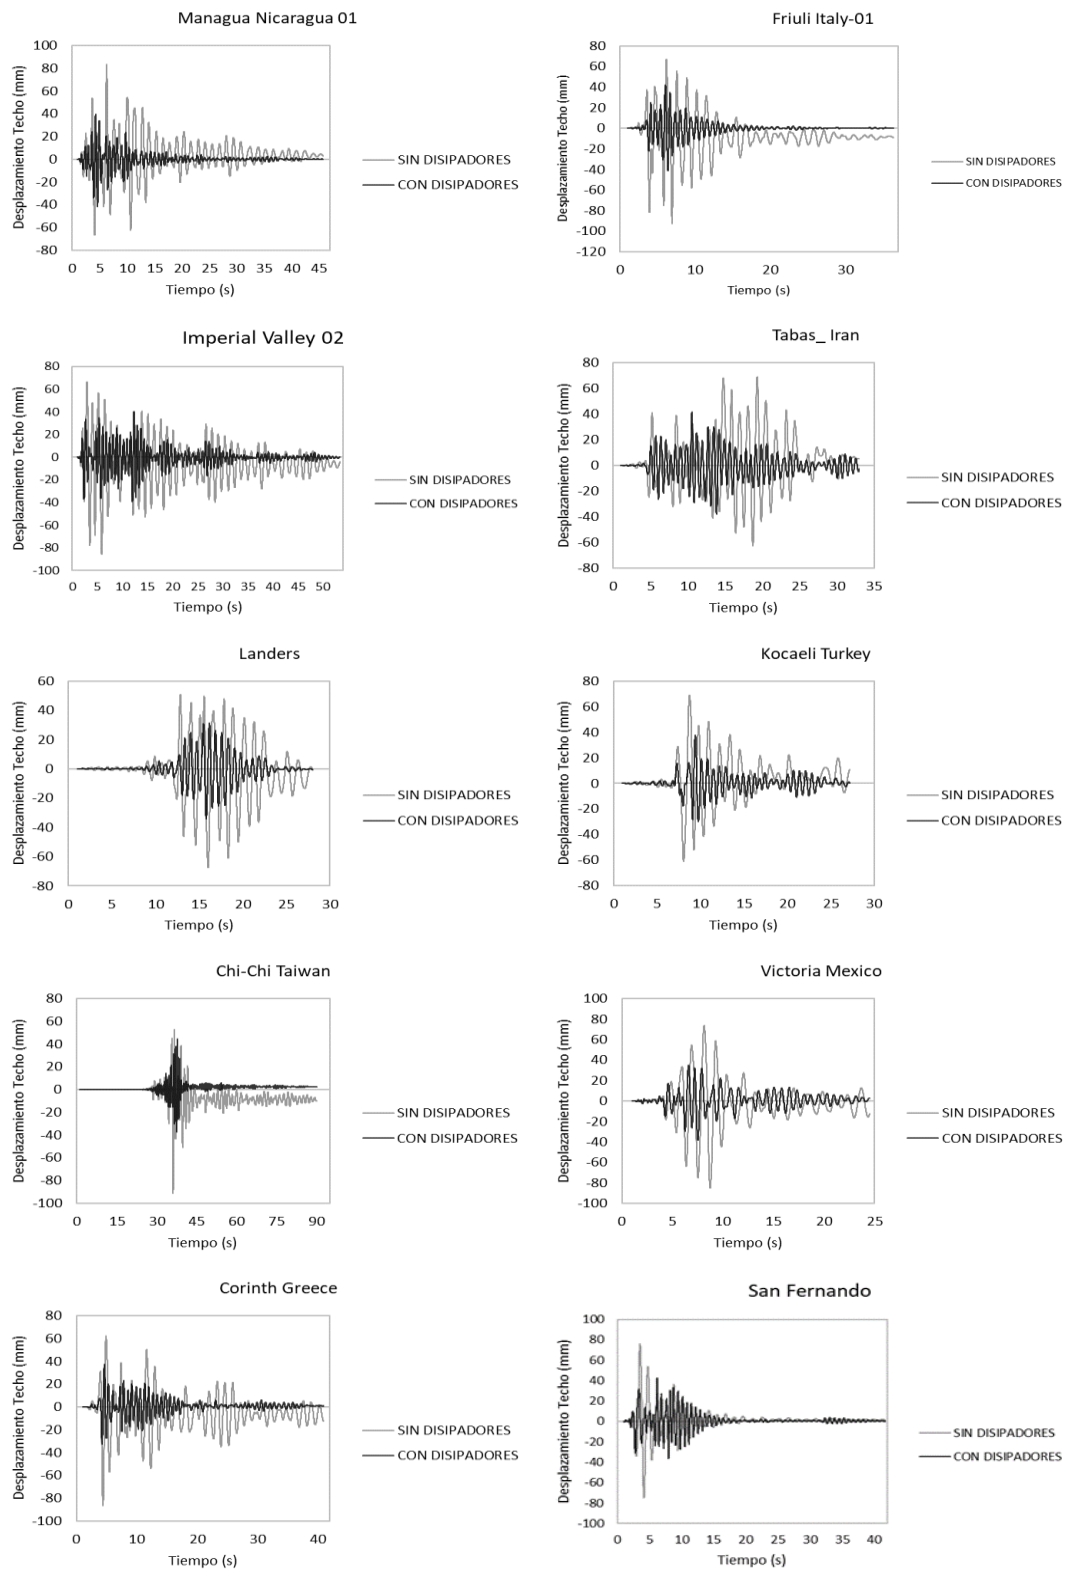 Managua Nicaragua 01
Desplazamiento Techo (mm)
100
80
60
40
20
0
-20
-40
-60
-80
0 5 10 15 20 25 30 35 40 45
Tiempo (s)
SIN DISIPADORES
CON DISIPADORES
Friuli Italy-01
Desplazamiento Techo (mm)
80
60
40
20
0
-20
-40
-60
-80
-100
-120
0 10 20 30
Tiempo (s)
SIN DISIPADORES
CON DISIPADORES
Imperial Valley 02
Desplazamiento Techo (mm)
80
60
40
20
0
-20
-40
-60
-80
-100
0 5 10 15 20 25 30 35 40 45 50
Tiempo (s)
SIN DISIPADORES
CON DISIPADORES
Tabas_ Iran
Desplazamiento Techo (mm)
80
60
40
20
0
-20
-40
-60
-80
0 5 10 15 20 25 30 35
Tiempo (s)
SIN DISIPADORES
CON DISIPADORES
Landers
Desplazamiento Techo (mm)
60
40
20
0
-20
-40
-60
-80
0 5 10 15 20 25 30
Tiempo (s)
SIN DISIPADORES
CON DISIPADORES
Kocaeli Turkey
Desplazamiento Techo (mm)
80
60
40
20
0
-20
-40
-60
-80
0 5 10 15 20 25 30
Tiempo (s)
SIN DISIPADORES
CON DISIPADORES
Chi-Chi Taiwan
Desplazamiento Techo (mm)
80
60
40
20
0
-20
-40
-60
-80
-100
0 15 30 45 60 75 90
Tiempo (s)
SIN DISIPADORES
CON DISIPADORES
Victoria Mexico
Desplazamiento Techo (mm)
100
80
60
40
20
0
-20
-40
-60
-80
-100
0 5 10 15 20 25
Tiempo (s)
SIN DISIPADORES
CON DISIPADORES
Corinth Greece
Desplazamiento Techo (mm)
80
60
40
20
0
-20
-40
-60
-80
-100
0 10 20 30 40
Tiempo (s)
SIN DISIPADORES
CON DISIPADORES
San Fernando
Desplazamiento Techo (mm)
100
80
60
40
20
0
-20
-40
-60
-80
-100
0 5 10 15 20 25 30 35 40
Tiempo (s)
SIN DISIPADORES
CON DISIPADORES